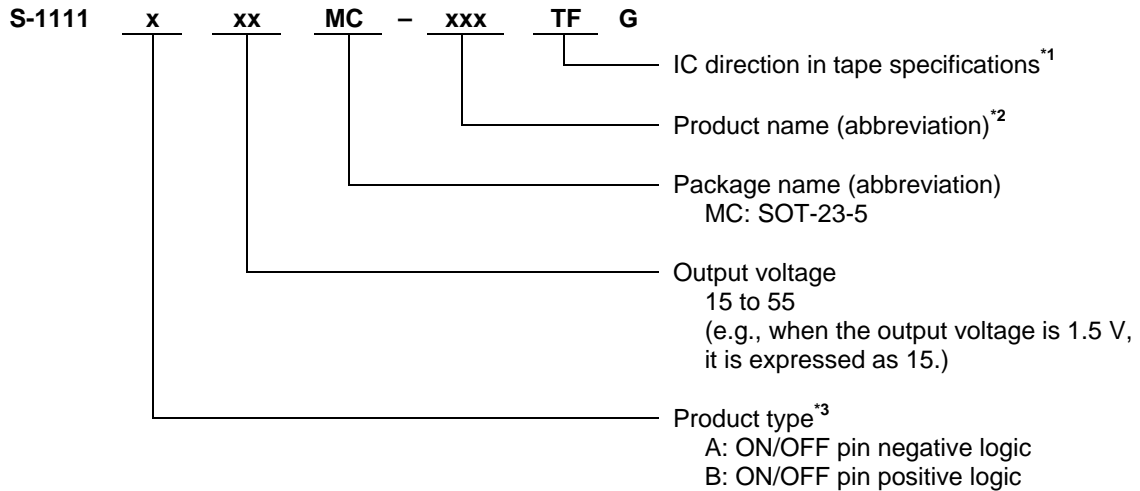 S-1111 x xx MC – xxx TF G
IC direction in tape specifications*1
Product name (abbreviation)*2
Package name (abbreviation)
MC: SOT-23-5
Output voltage
15 to 55
(e.g., when the output voltage is 1.5 V,
it is expressed as 15.)
Product type*3
A: ON/OFF pin negative logic
B: ON/OFF pin positive logic